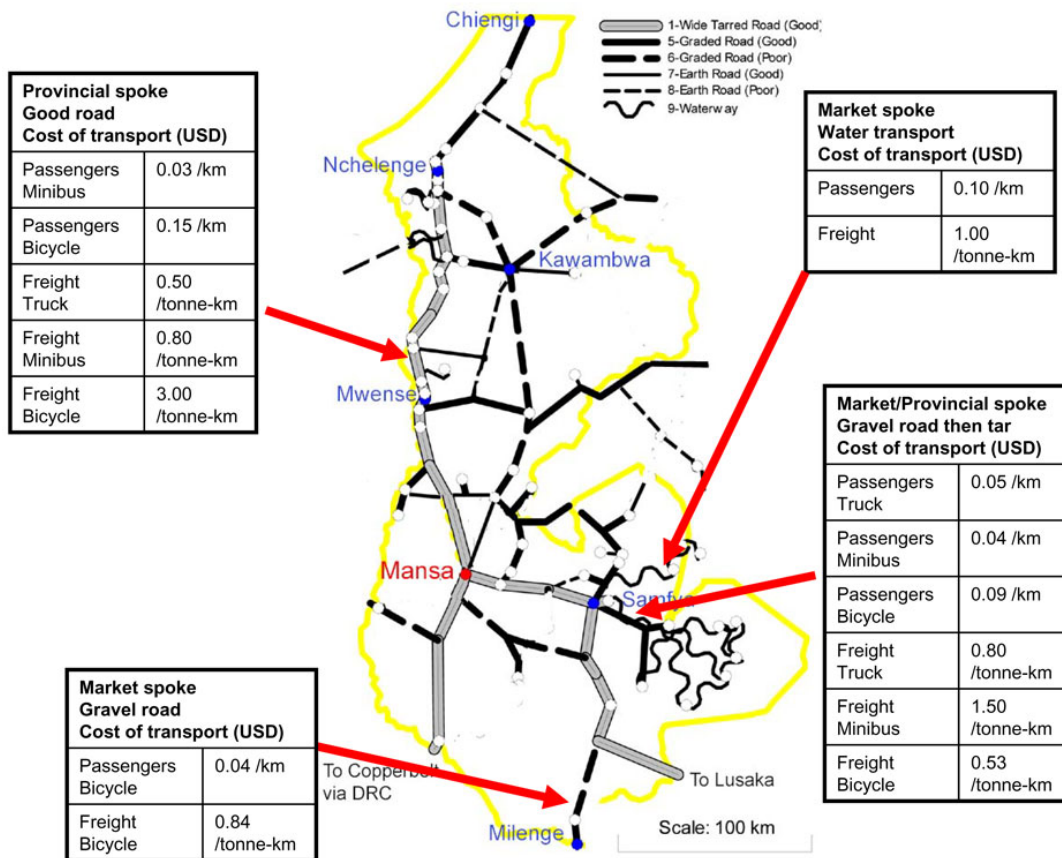 Chiengi
1-Wide Tarred Road (Good)
5-Graded Road (Good)
6-Graded Road (Poor)
7-Earth Road (Good)
8-Earth Road (Poor)
9-Waterway
Provincial spoke
Good road
Cost of transport (USD)
Passengers Minibus 0.03 /km
Passengers Bicycle 0.15 /km
Freight Truck 0.50 /tonne-km
Freight Minibus 0.80 /tonne-km
Freight Bicycle 3.00 /tonne-km
Market spoke
Water transport
Cost of transport (USD)
Passengers 0.10 /km
Freight 1.00 /tonne-km
Nchelenge
Kawambwa
Mwense
Mansa
Samfya
Market/Provincial spoke
Gravel road then tar
Cost of transport (USD)
Passengers Truck 0.05 /km
Passengers Minibus 0.04 /km
Passengers Bicycle 0.09 /km
Freight Truck 0.80 /tonne-km
Freight Minibus 1.50 /tonne-km
Freight Bicycle 0.53 /tonne-km
Market spoke
Gravel road
Cost of transport (USD)
Passengers Bicycle 0.04 /km
Freight Bicycle 0.84 /tonne-km
To Copperbelt
via DRC
To Lusaka
Milenge
Scale: 100 km